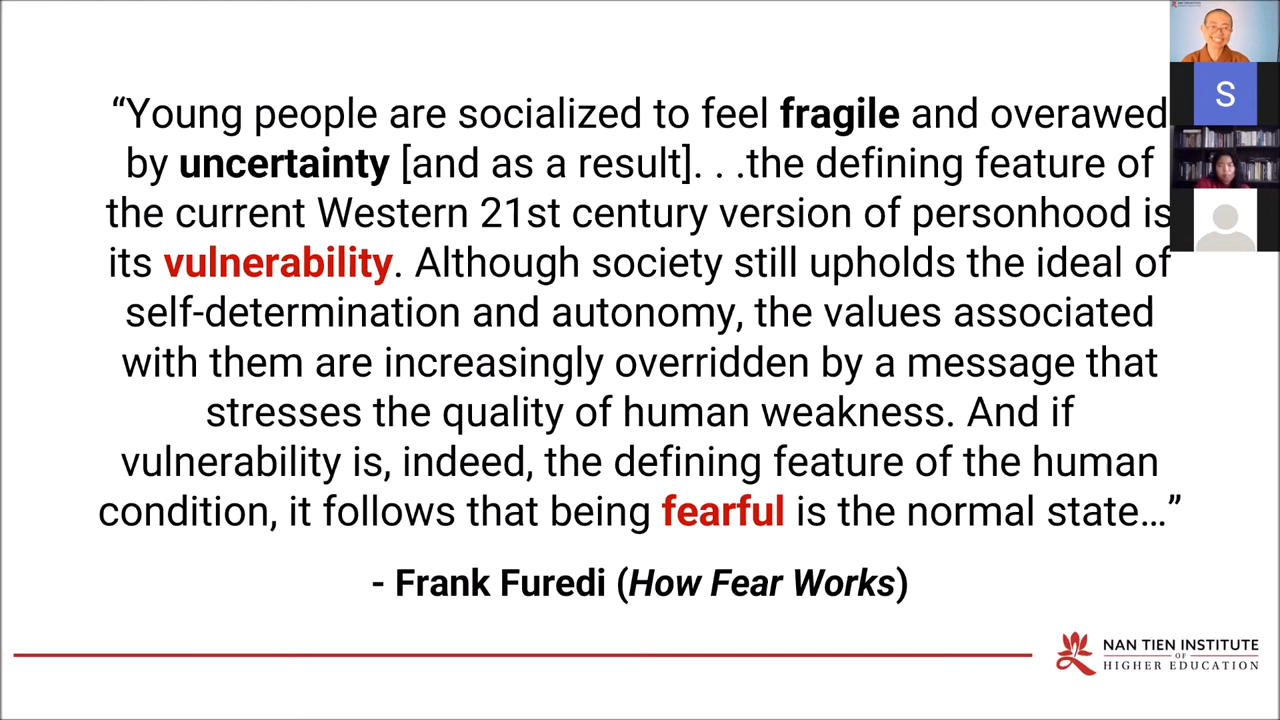 “Young people are socialized to feel fragile and overawed
by uncertainty [and as a result]. . .the defining feature of
the current Western 21st century version of personhood is
its vulnerability. Although society still upholds the ideal of
self-determination and autonomy, the values associated
with them are increasingly overridden by a message that
stresses the quality of human weakness. And if
vulnerability is, indeed, the defining feature of the human
condition, it follows that being fearful is the normal state…”
- Frank Furedi (How Fear Works)
NAN TIEN INSTITUTE
OF
HIGHER EDUCATION
S